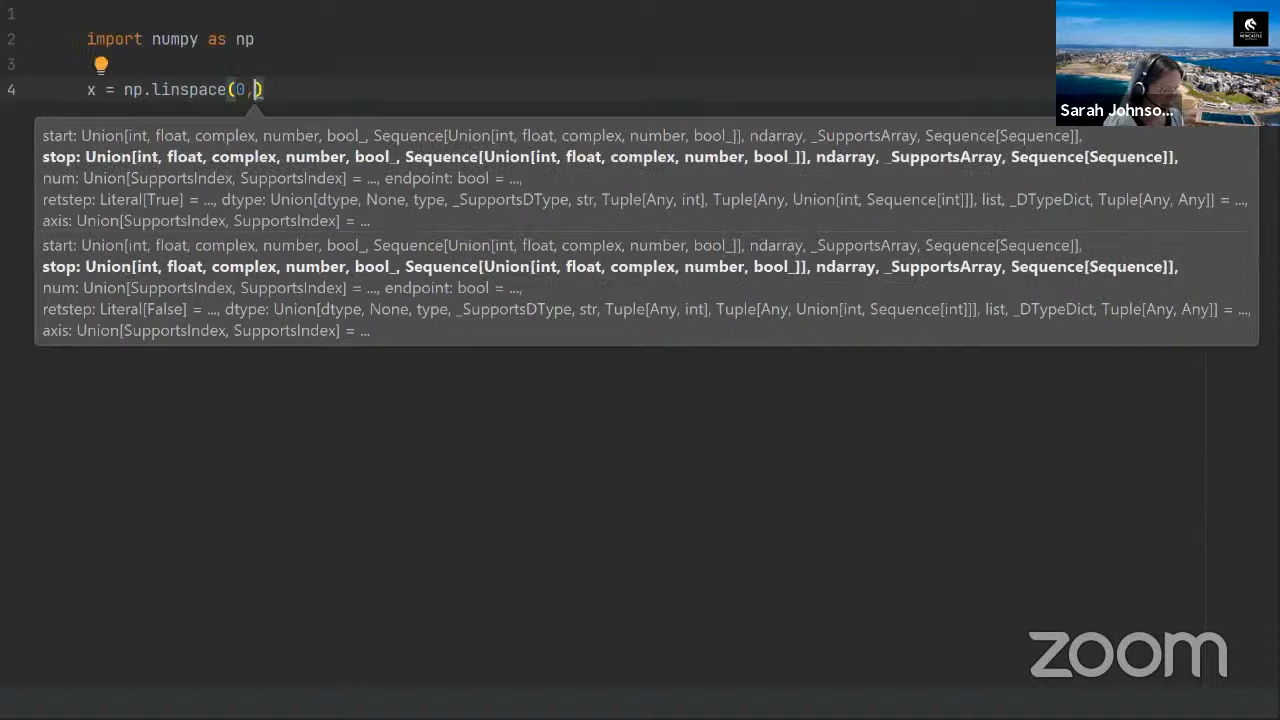 1
2 import numpy as np
3
4 x = np.linspace(0,)
start: Union[int, float, complex, number, bool_, Sequence[Union[int, float, complex, number, bool_]], ndarray, _SupportsArray, Sequence[Sequence]],
stop: Union[int, float, complex, number, bool_, Sequence[Union[int, float, complex, number, bool_]], ndarray, _SupportsArray, Sequence[Sequence]],
num: Union[SupportsIndex, SupportsIndex] = ..., endpoint: bool = ...,
retstep: Literal[True] = ..., dtype: Union[dtype, None, type, _SupportsDType, str, Tuple[Any, int], Tuple[Any, Union[int, Sequence[int]]], list, _DTypeDict, Tuple[Any, Any]] = ...,
axis: Union[SupportsIndex, SupportsIndex] = ...
start: Union[int, float, complex, number, bool_, Sequence[Union[int, float, complex, number, bool_]], ndarray, _SupportsArray, Sequence[Sequence]],
stop: Union[int, float, complex, number, bool_, Sequence[Union[int, float, complex, number, bool_]], ndarray, _SupportsArray, Sequence[Sequence]],
num: Union[SupportsIndex, SupportsIndex] = ..., endpoint: bool = ...,
retstep: Literal[False] = ..., dtype: Union[dtype, None, type, _SupportsDType, str, Tuple[Any, int], Tuple[Any, Union[int, Sequence[int]]], list, _DTypeDict, Tuple[Any, Any]] = ...,
axis: Union[SupportsIndex, SupportsIndex] = ...
NEWCASTLE
Sarah Johnso...
zoom